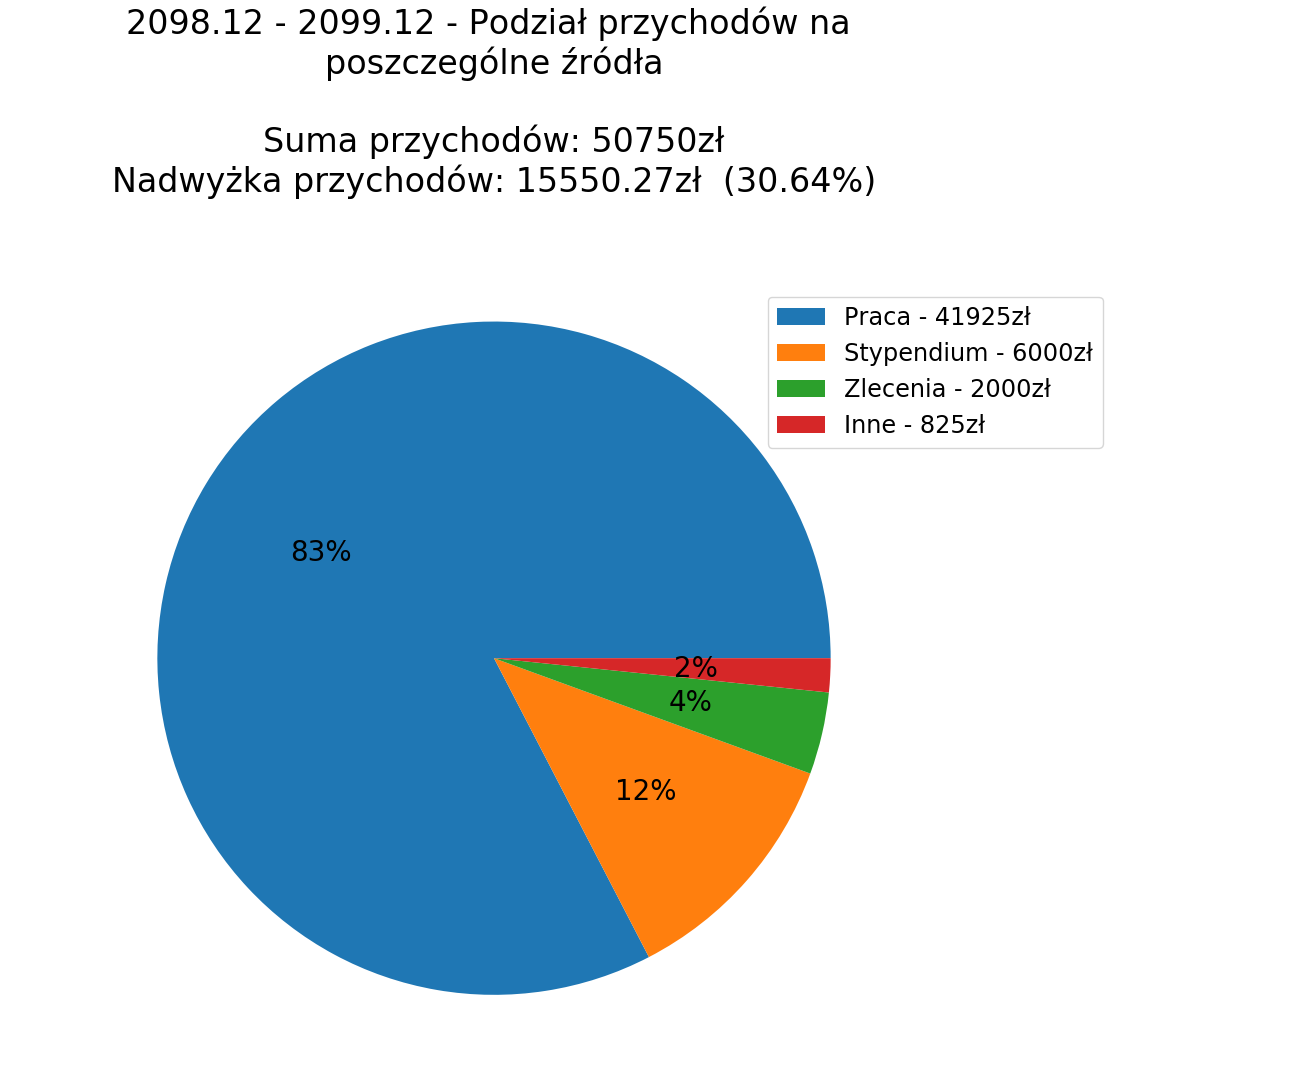 2098.12 - 2099.12 - Podział przychodów na
poszczególne źródła
Suma przychodów: 50750zł
Nadwyżka przychodów: 15550.27zł  (30.64%)
Praca - 41925zł
Stypendium - 6000zł
Zlecenia - 2000zł
Inne - 825zł
83%
2%
4%
12%